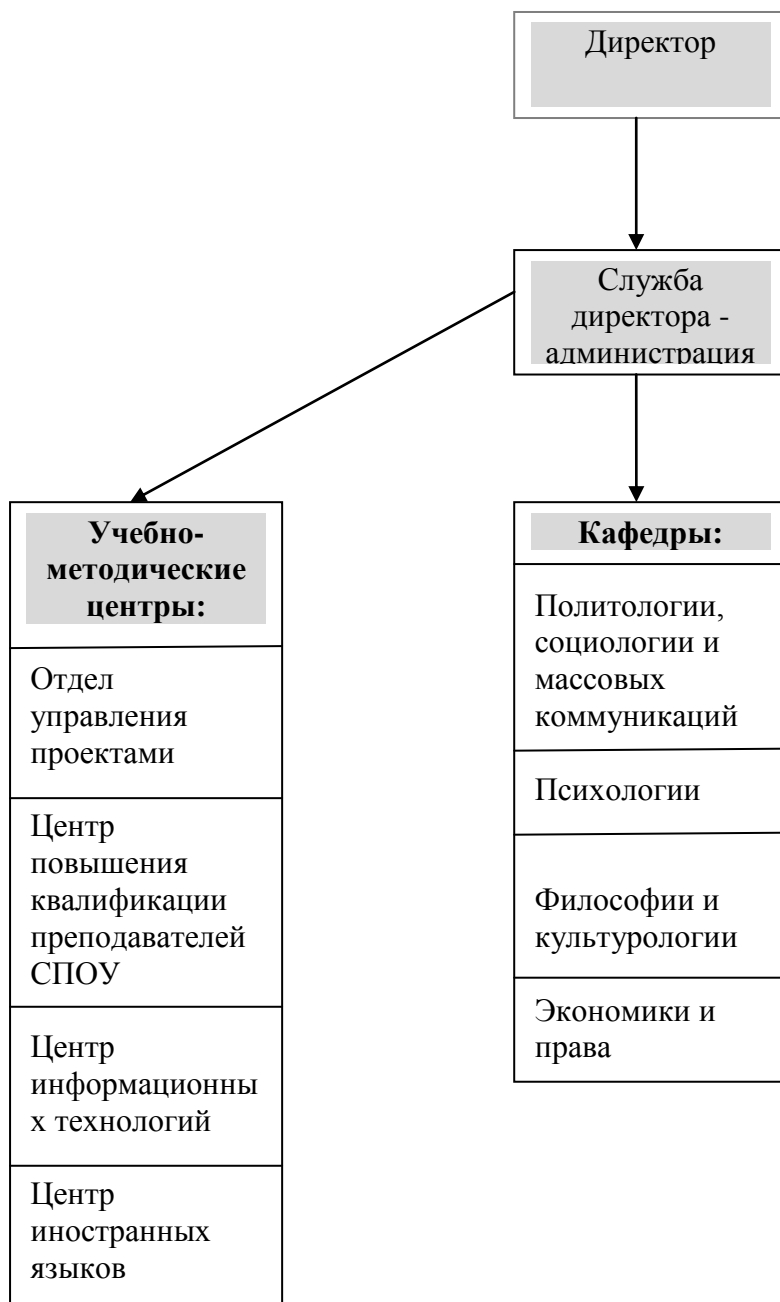 Директор
Служба
директора -
администрация
Учебно-
методические
центры:
Отдел
управления
проектами
Центр
повышения
квалификации
преподавателей
СПОУ
Центр
информационны
х технологий
Центр
иностранных
языков
Кафедры:
Политологии,
социологии и
массовых
коммуникаций
Психологии
Философии и
культурологии
Экономики и
права